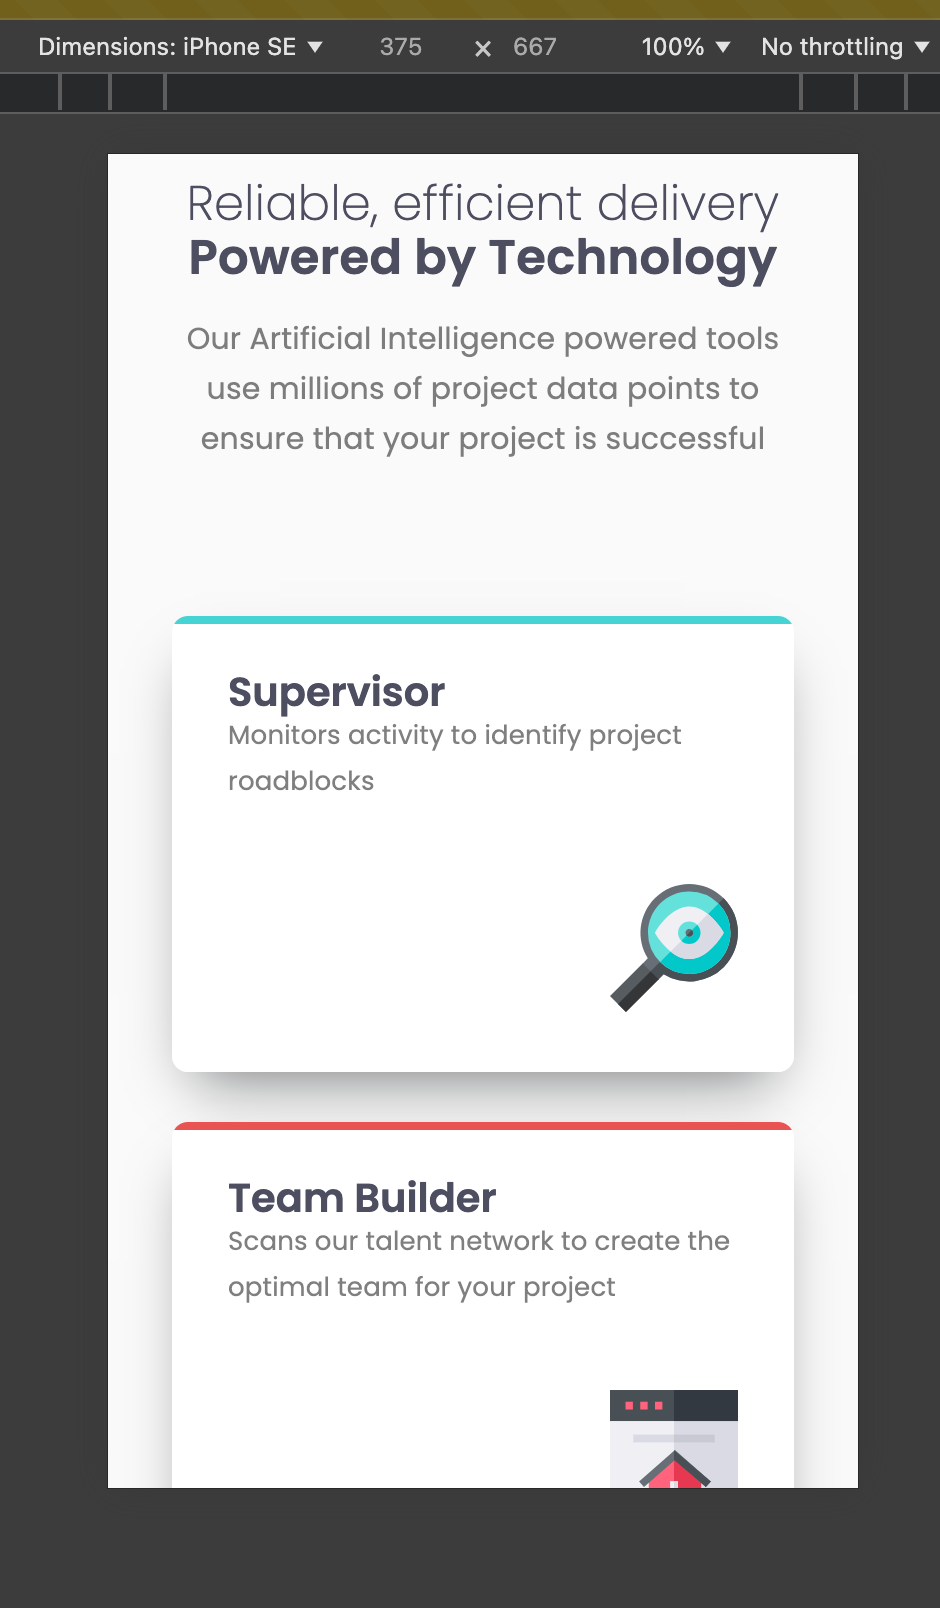 Dimensions: iPhone SE ▼ 375 × 667 100% ▼ No throttling ▼
Reliable, efficient delivery
Powered by Technology
Our Artificial Intelligence powered tools
use millions of project data points to
ensure that your project is successful
Supervisor
Monitors activity to identify project
roadblocks
Team Builder
Scans our talent network to create the
optimal team for your project